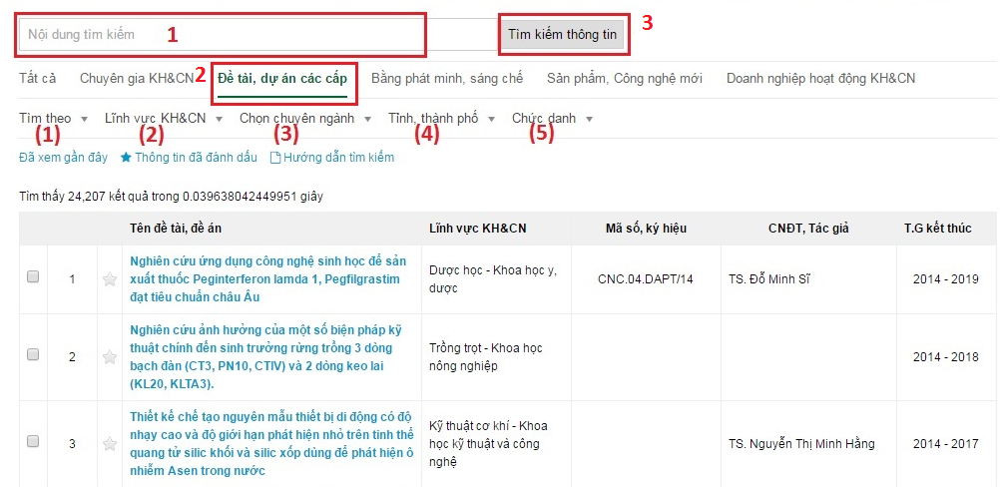 Nội dung tìm kiếm 1 Tìm kiếm thông tin 3
Tất cả Chuyên gia KH&CN 2 Đề tài, dự án các cấp Bằng phát minh, sáng chế Sản phẩm, Công nghệ mới Doanh nghiệp hoạt động KH&CN
Tìm theo Lĩnh vực KH&CN Chọn chuyên ngành Tỉnh, thành phố Chức danh
(1) (2) (3) (4) (5)
Đã xem gần đây Thông tin đã đánh dấu Hướng dẫn tìm kiếm
Tìm thấy 24,207 kết quả trong 0.039638042449951 giây
Tên đề tài, đề án Lĩnh vực KH&CN Mã số, ký hiệu CNĐT, Tác giả T.G kết thúc
Nghiên cứu ứng dụng công nghệ sinh học để sản
xuất thuốc Peginterferon lamda 1, Pegfilgrastim
đạt tiêu chuẩn châu Âu
1
Dược học - Khoa học y,
dược
CNC.04.DAPT/14
TS. Đỗ Minh Sĩ
2014 - 2019
Nghiên cứu ảnh hưởng của một số biện pháp kỹ
thuật chính đến sinh trưởng rừng trồng 3 dòng
bạch đàn (CT3, PN10, CTIV) và 2 dòng keo lai
(KL20, KLTA3).
2
Trồng trọt - Khoa học
nông nghiệp
2014 - 2018
Thiết kế chế tạo nguyên mẫu thiết bị di động có độ
nhạy cao và độ giới hạn phát hiện nhỏ trên tinh thể
quang tử silic khối và silic xốp dùng để phát hiện ô
nhiễm Asen trong nước
3
Kỹ thuật cơ khí - Khoa
học kỹ thuật và công
nghệ
TS. Nguyễn Thị Minh Hằng
2014 - 2017